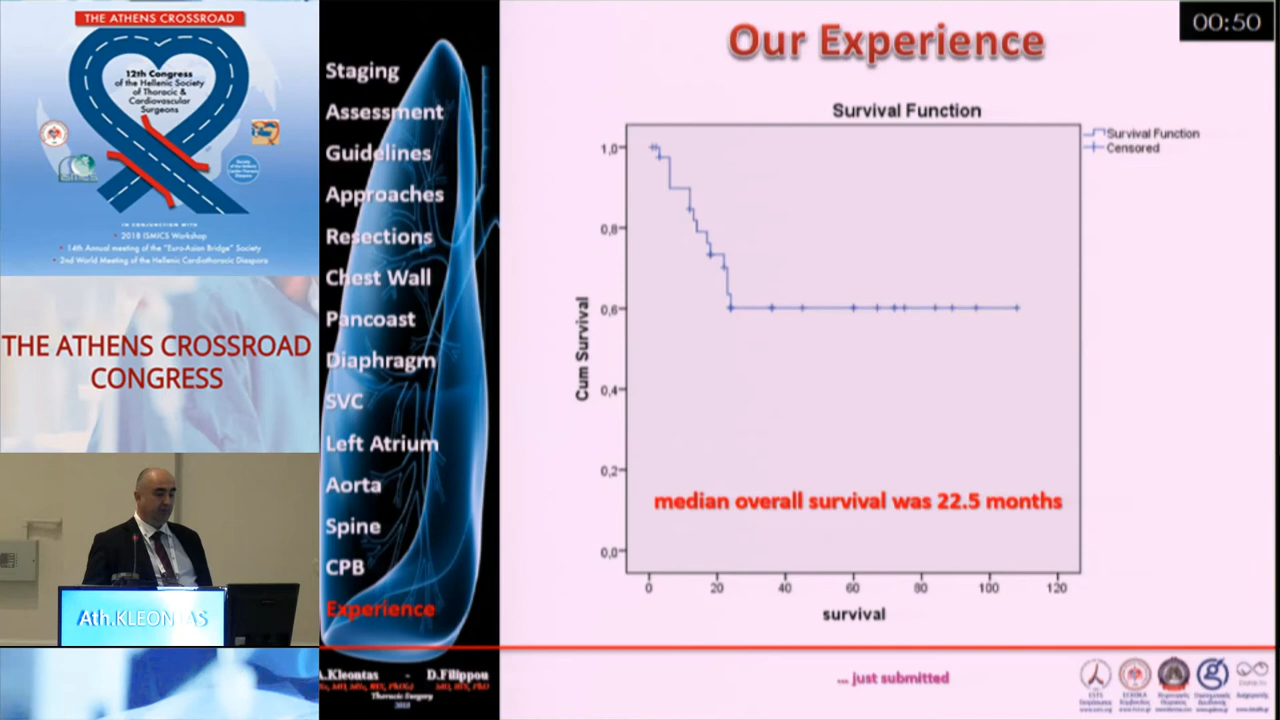 THE ATHENS CROSSROAD
12th Congress
of the Hellenic Society
of Thoracic &
Cardiovascular
Surgeons
IN CONJUNCTION WITH
• 2018 ISMICS Workshop
• 14th Annual meeting of the "Euro-Asian Bridge" Society
• 2nd World Meeting of the Hellenic Cardiothoracic Diaspora
THE ATHENS CROSSROAD
CONGRESS
Ath.KLEONTAS
Staging
Assessment
Guidelines
Approaches
Resections
Chest Wall
Pancoast
Diaphragm
SVC
Left Atrium
Aorta
Spine
CPB
Experience
A.Kleontas - D.Filippou
Thoracic Surgery
2018
00:50
Our Experience
Survival Function
Survival Function
Censored
1,0
0,8
0,6
0,4
0,2
0,0
Cum Survival
median overall survival was 22.5 months
0 20 40 60 80 100 120
survival
... just submitted